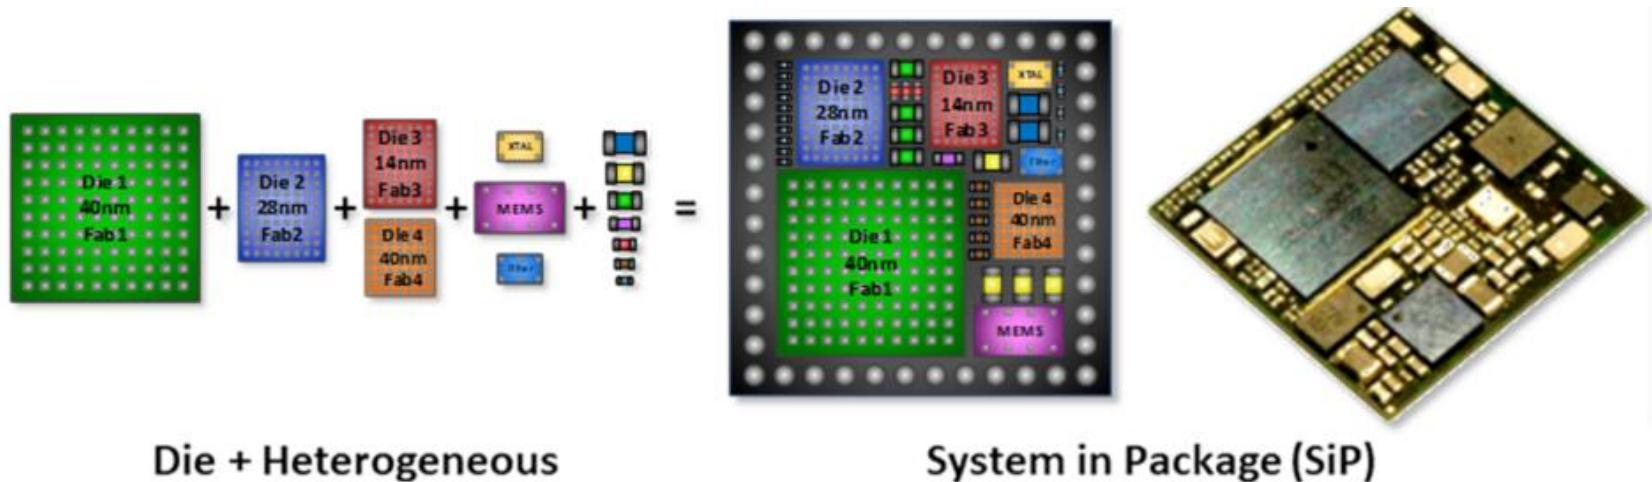 Die 1
40nm
Fab1
+
Die 2
28nm
Fab2
+
Die 3
14nm
Fab3
Die 4
40nm
Fab4
+
XTAL
MEMS
Filter
+
=
Die 2
28nm
Fab2
Die 3
14nm
Fab3
XTAL
Filter
Die 1
40nm
Fab1
Die 4
40nm
Fab4
MEMS
Die + Heterogeneous
System in Package (SiP)